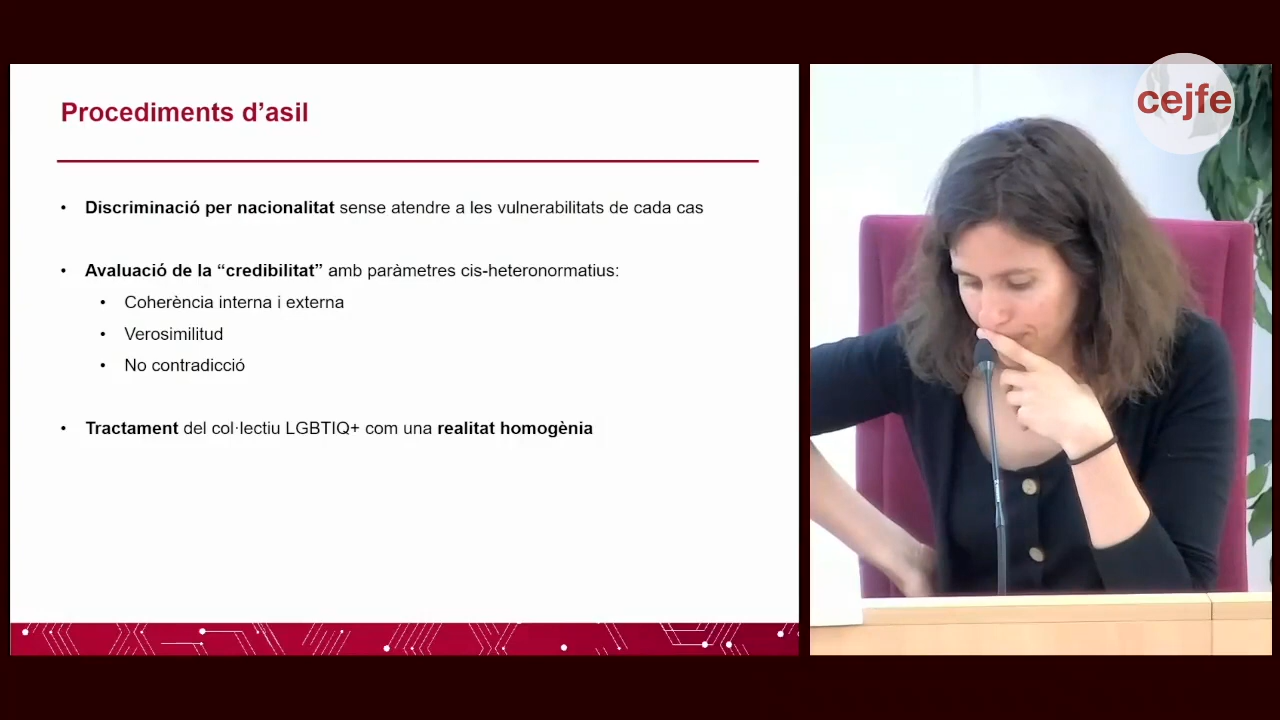 cejfe
Procediments d’asil
• Discriminació per nacionalitat sense atendre a les vulnerabilitats de cada cas
• Avaluació de la “credibilitat” amb paràmetres cis-heteronormatius:
• Coherència interna i externa
• Verosimilitud
• No contradicció
• Tractament del col·lectiu LGBTIQ+ com una realitat homogènia